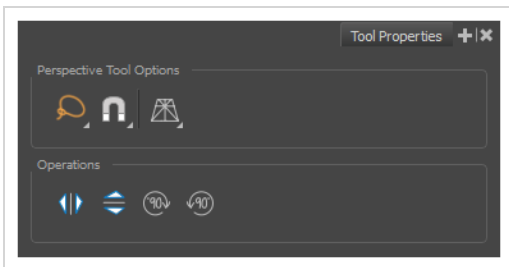 Tool Properties
Perspective Tool Options
Operations
90
90°